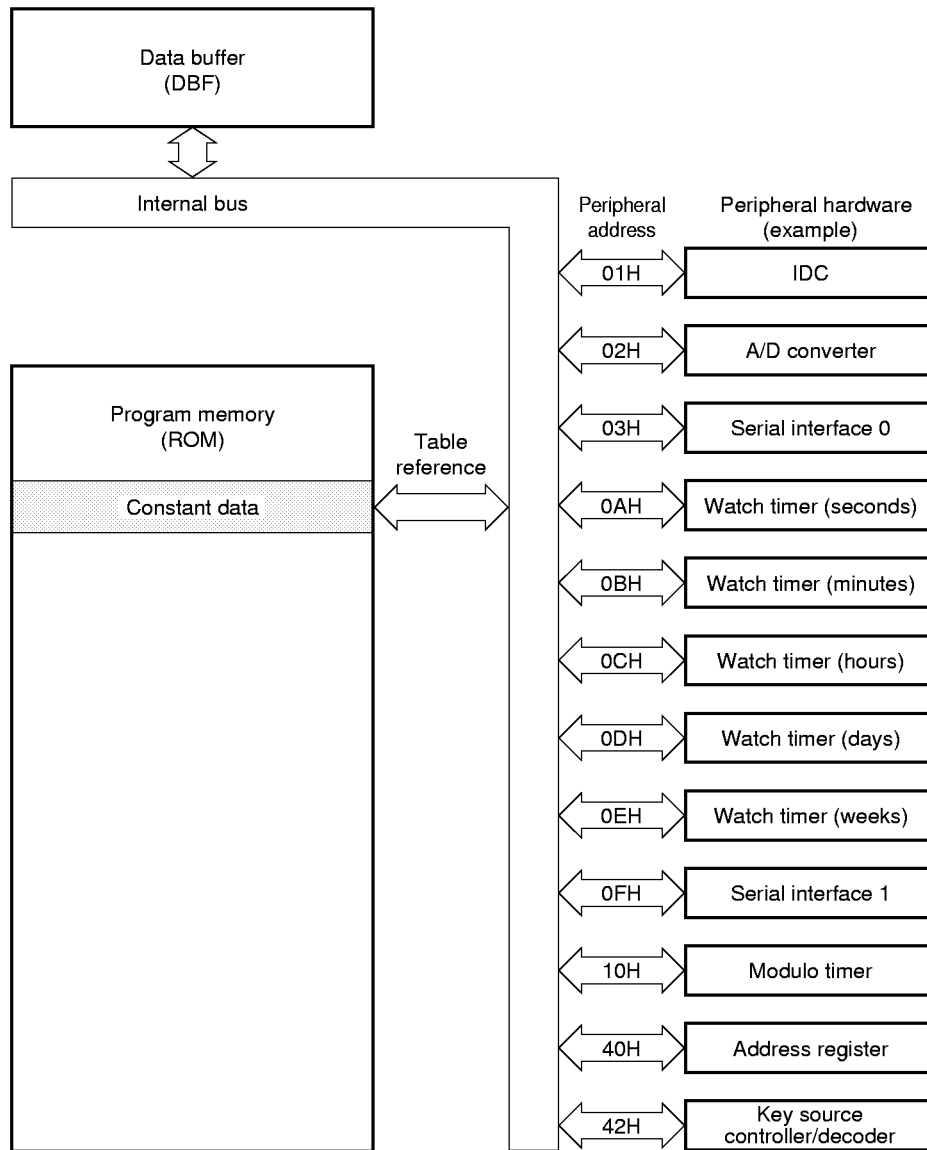 Data buffer
(DBF)
Internal bus
Peripheral
address
Peripheral hardware
(example)
01H
IDC
02H
A/D converter
Program memory
(ROM)
03H
Serial interface 0
Table
reference
Constant data
0AH
Watch timer (seconds)
0BH
Watch timer (minutes)
0CH
Watch timer (hours)
0DH
Watch timer (days)
0EH
Watch timer (weeks)
0FH
Serial interface 1
10H
Modulo timer
40H
Address register
42H
Key source
controller/decoder